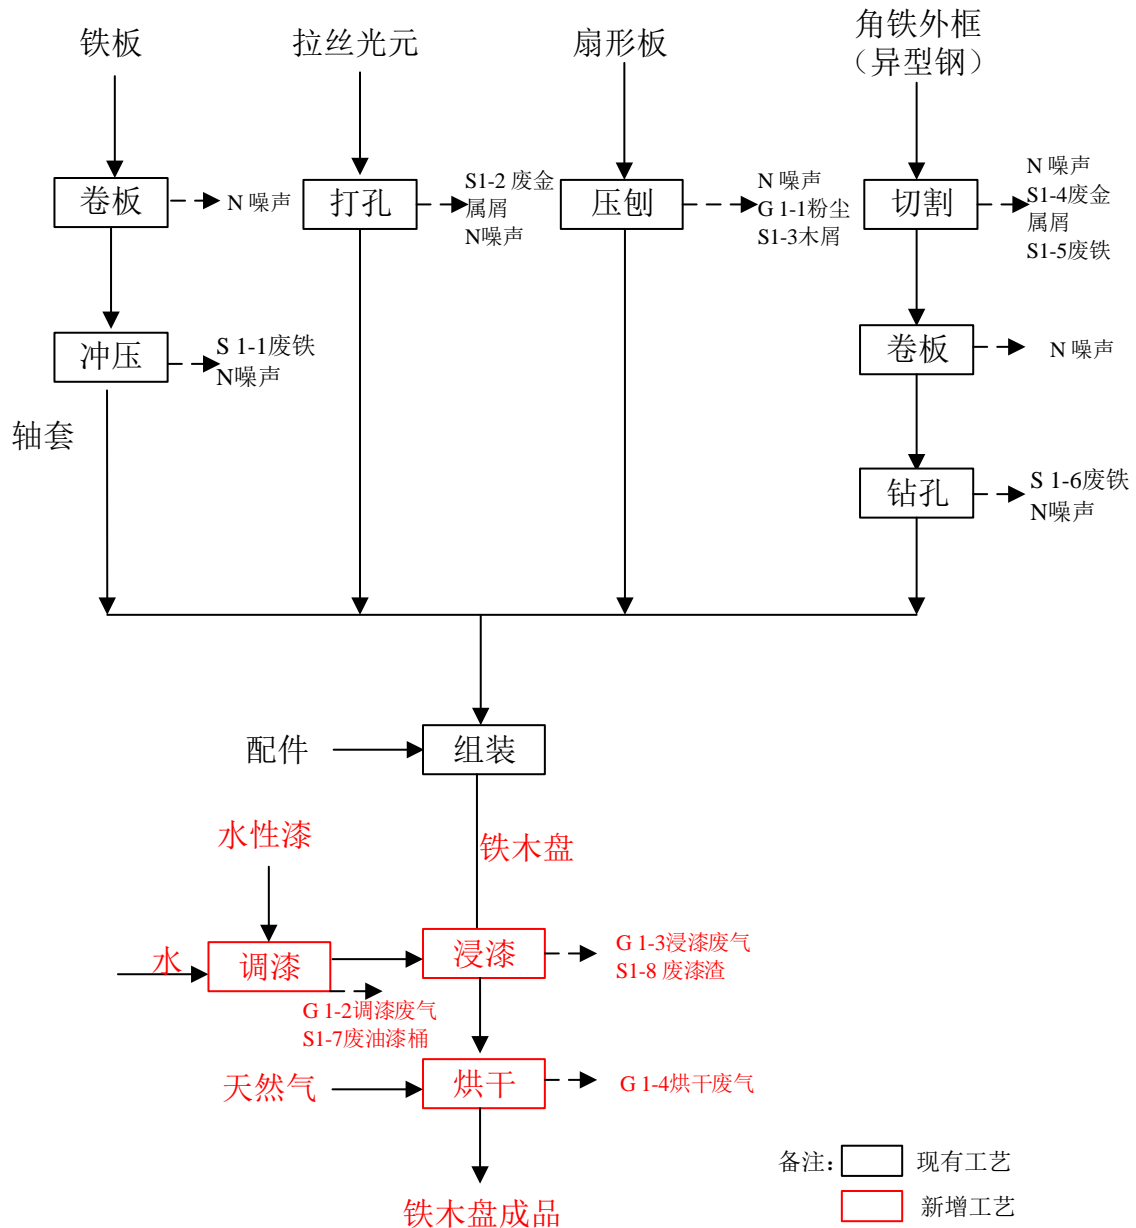 铁板
拉丝光元
扇形板
角铁外框
（异型钢）
卷板
N 噪声
打孔
S1-2 废金
属屑
N噪声
压刨
N 噪声
G 1-1粉尘
S1-3木屑
切割
N 噪声
S1-4废金
属屑
S1-5废铁
冲压
S 1-1废铁
N噪声
卷板
N 噪声
轴套
钻孔
S 1-6废铁
N噪声
配件
组装
水性漆
铁木盘
水
调漆
浸漆
G 1-3浸漆废气
S1-8 废漆渣
G 1-2调漆废气
S1-7废油漆桶
天然气
烘干
G 1-4烘干废气
铁木盘成品
备注：
现有工艺
新增工艺